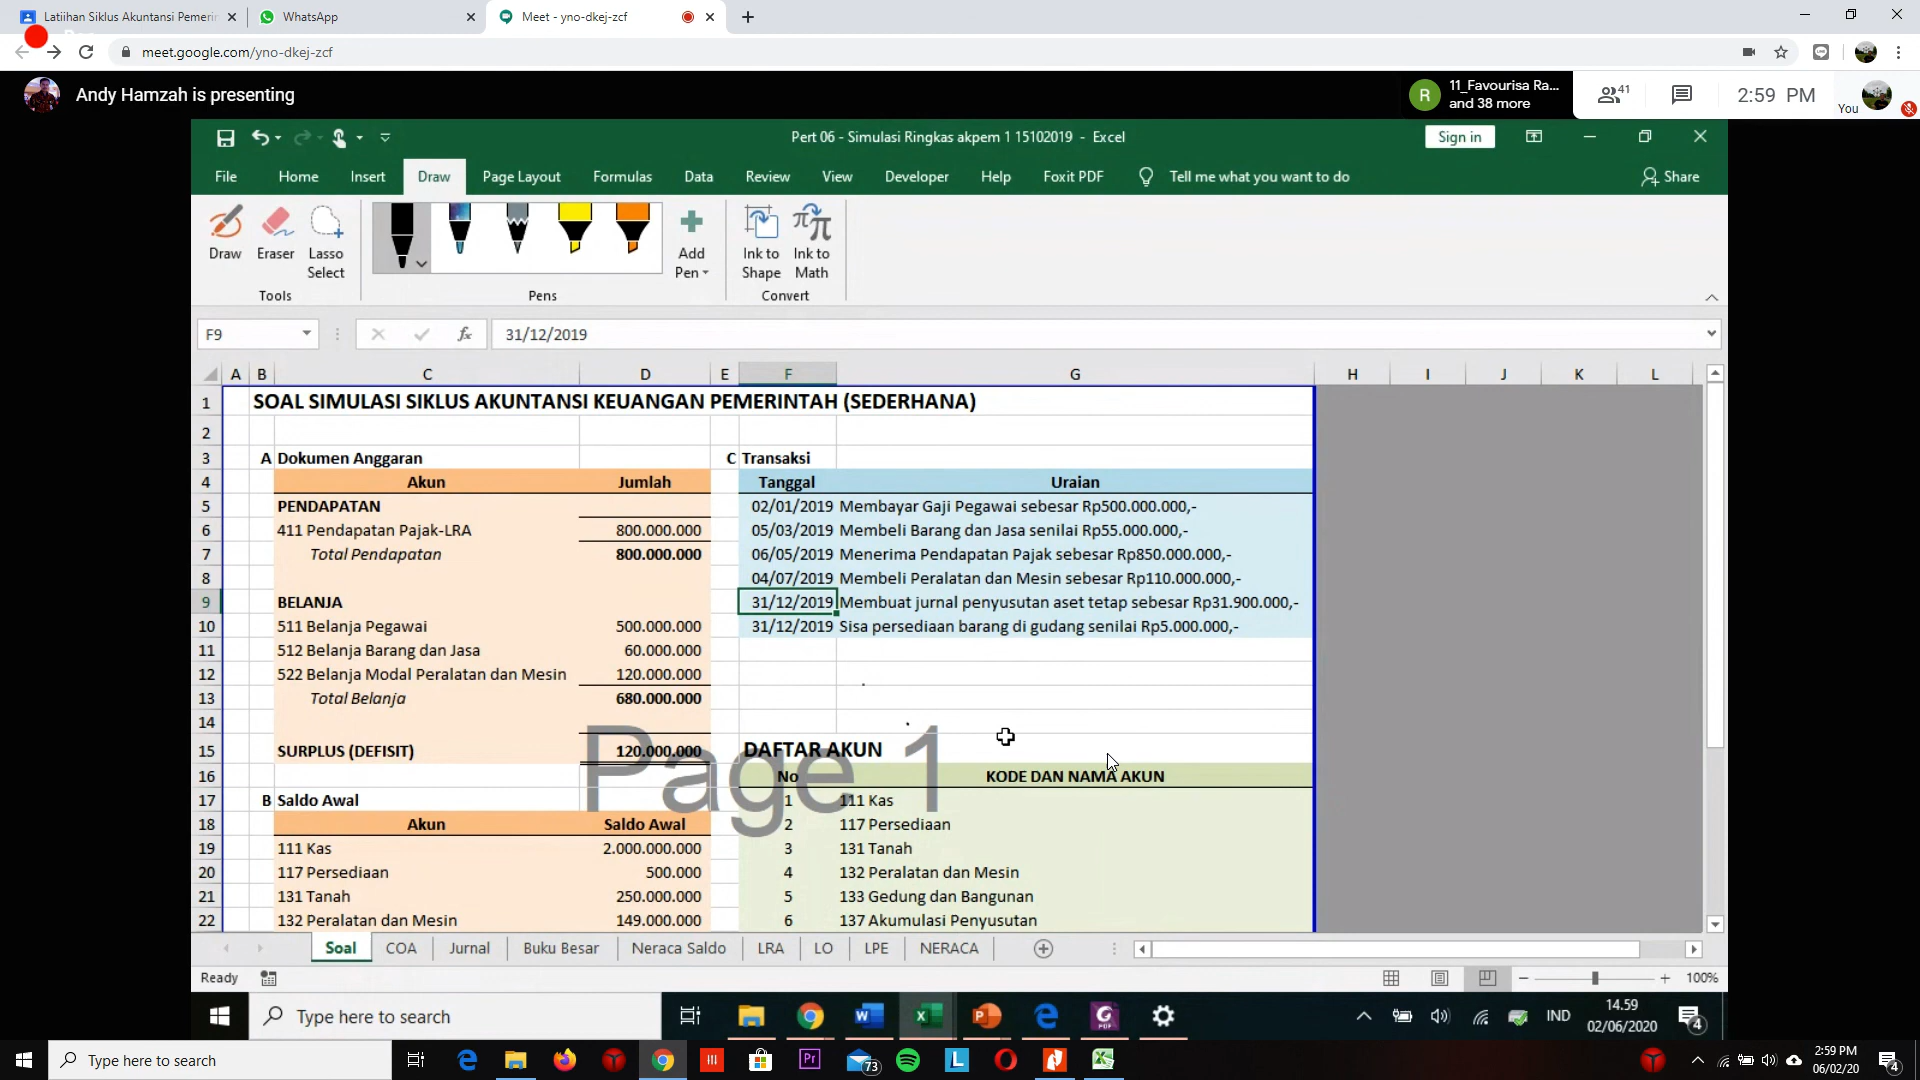 Latiihan Siklus Akuntansi Pemerin
WhatsApp
Meet - yno-dkej-zcf
meet.google.com/yno-dkej-zcf
Andy Hamzah is presenting
R
11_Favourisa Ra...
and 38 more
41
2:59 PM
You
Pert 06 - Simulasi Ringkas akpem 1 15102019 - Excel
Sign in
File Home Insert Draw Page Layout Formulas Data Review View Developer Help Foxit PDF Tell me what you want to do Share
Draw Eraser Lasso Select
Add Pen
Ink to Shape
Ink to Math
Tools Pens Convert
F9 fx 31/12/2019
A B C D E F G H I J K L
1 SOAL SIMULASI SIKLUS AKUNTANSI KEUANGAN PEMERINTAH (SEDERHANA)
2
3 A Dokumen Anggaran C Transaksi
4 Akun Jumlah Tanggal Uraian
5 PENDAPATAN 02/01/2019 Membayar Gaji Pegawai sebesar Rp500.000.000,-
6 411 Pendapatan Pajak-LRA 800.000.000 05/03/2019 Membeli Barang dan Jasa senilai Rp55.000.000,-
7 Total Pendapatan 800.000.000 06/05/2019 Menerima Pendapatan Pajak sebesar Rp850.000.000,-
8 04/07/2019 Membeli Peralatan dan Mesin sebesar Rp110.000.000,-
9 BELANJA 31/12/2019 Membuat jurnal penyusutan aset tetap sebesar Rp31.900.000,-
10 511 Belanja Pegawai 500.000.000 31/12/2019 Sisa persediaan barang di gudang senilai Rp5.000.000,-
11 512 Belanja Barang dan Jasa 60.000.000
12 522 Belanja Modal Peralatan dan Mesin 120.000.000
13 Total Belanja 680.000.000
14
15 SURPLUS (DEFISIT) 120.000.000 DAFTAR AKUN
Page 1
16 No KODE DAN NAMA AKUN
17 B Saldo Awal 1 111 Kas
18 Akun Saldo Awal 2 117 Persediaan
19 111 Kas 2.000.000.000 3 131 Tanah
20 117 Persediaan 500.000 4 132 Peralatan dan Mesin
21 131 Tanah 250.000.000 5 133 Gedung dan Bangunan
22 132 Peralatan dan Mesin 149.000.000 6 137 Akumulasi Penyusutan
Soal COA Jurnal Buku Besar Neraca Saldo LRA LO LPE NERACA
Ready 100%
Type here to search
IND
14.59
02/06/2020
4
Type here to search
Pr
73
L
2:59 PM
06/02/20
4